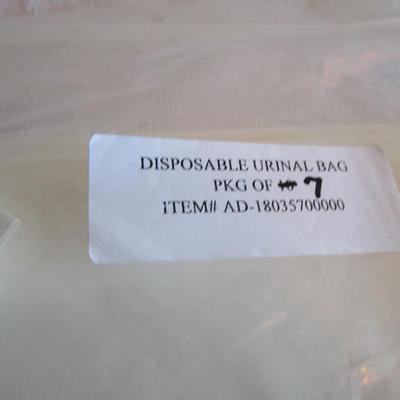 DISPOSABLE URINAL BAG
PKG OF 7
ITEM# AD-18035700000